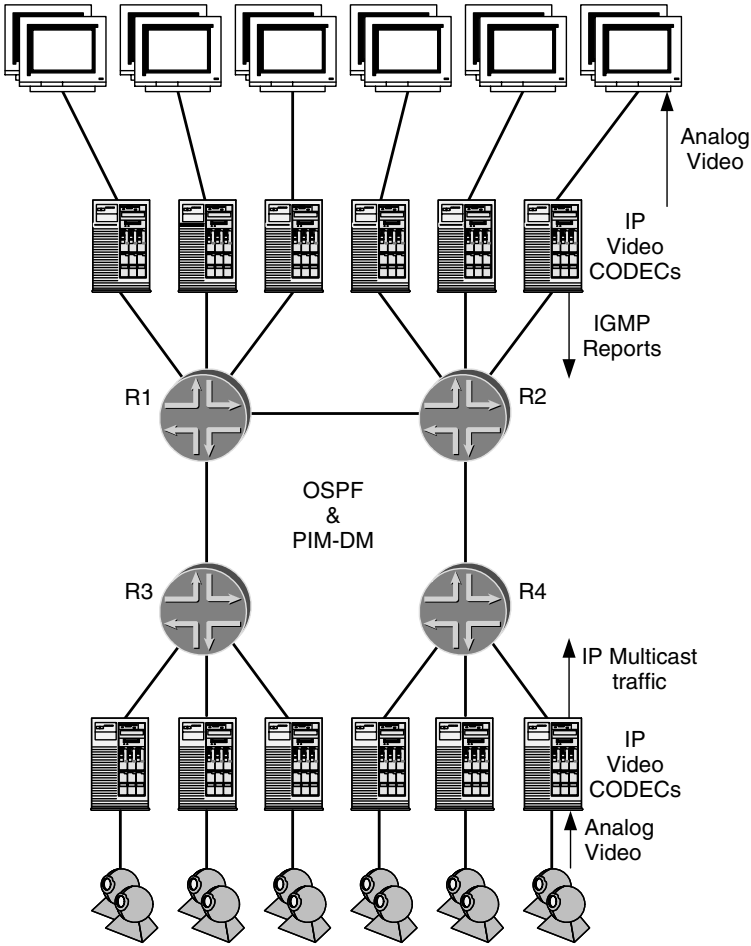 Analog
Video
IP
Video
CODECs
IGMP
Reports
R1
R2
OSPF
&
PIM-DM
R3
R4
IP Multicast
traffic
IP
Video
CODECs
Analog
Video